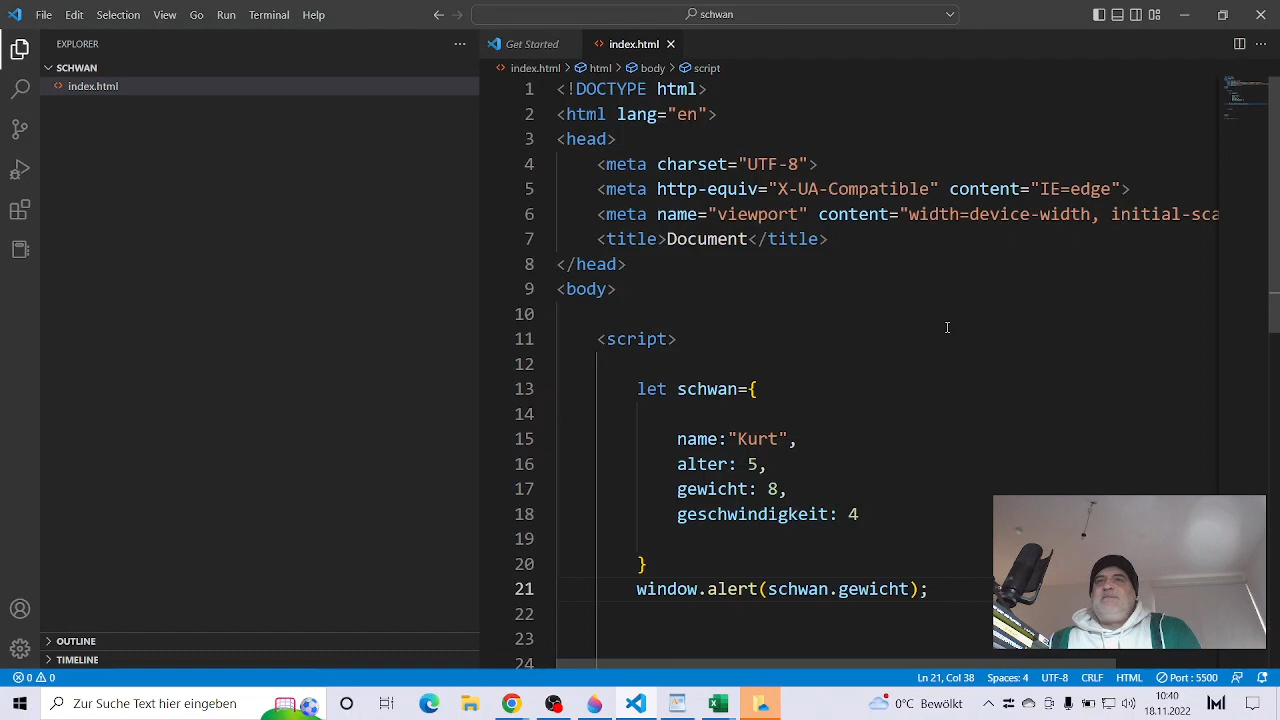 File Edit Selection View Go Run Terminal Help
schwan
EXPLORER
SCHWAN
index.html
OUTLINE
TIMELINE
Get Started
index.html
index.html > html > body > script
1 <!DOCTYPE html>
2 <html lang="en">
3 <head>
4 <meta charset="UTF-8">
5 <meta http-equiv="X-UA-Compatible" content="IE=edge">
6 <meta name="viewport" content="width=device-width, initial-sca
7 <title>Document</title>
8 </head>
9 <body>
10
11 <script>
12
13 let schwan={
14
15 name:"Kurt",
16 alter: 5,
17 gewicht: 8,
18 geschwindigkeit: 4
19
20 }
21 window.alert(schwan.gewicht);
22
23
24
0 0 Ln 21, Col 38 Spaces: 4 UTF-8 CRLF HTML Port : 5500
Zur Suche Text hier eingeben
0°C Bewölkt
10:40
18.11.2022